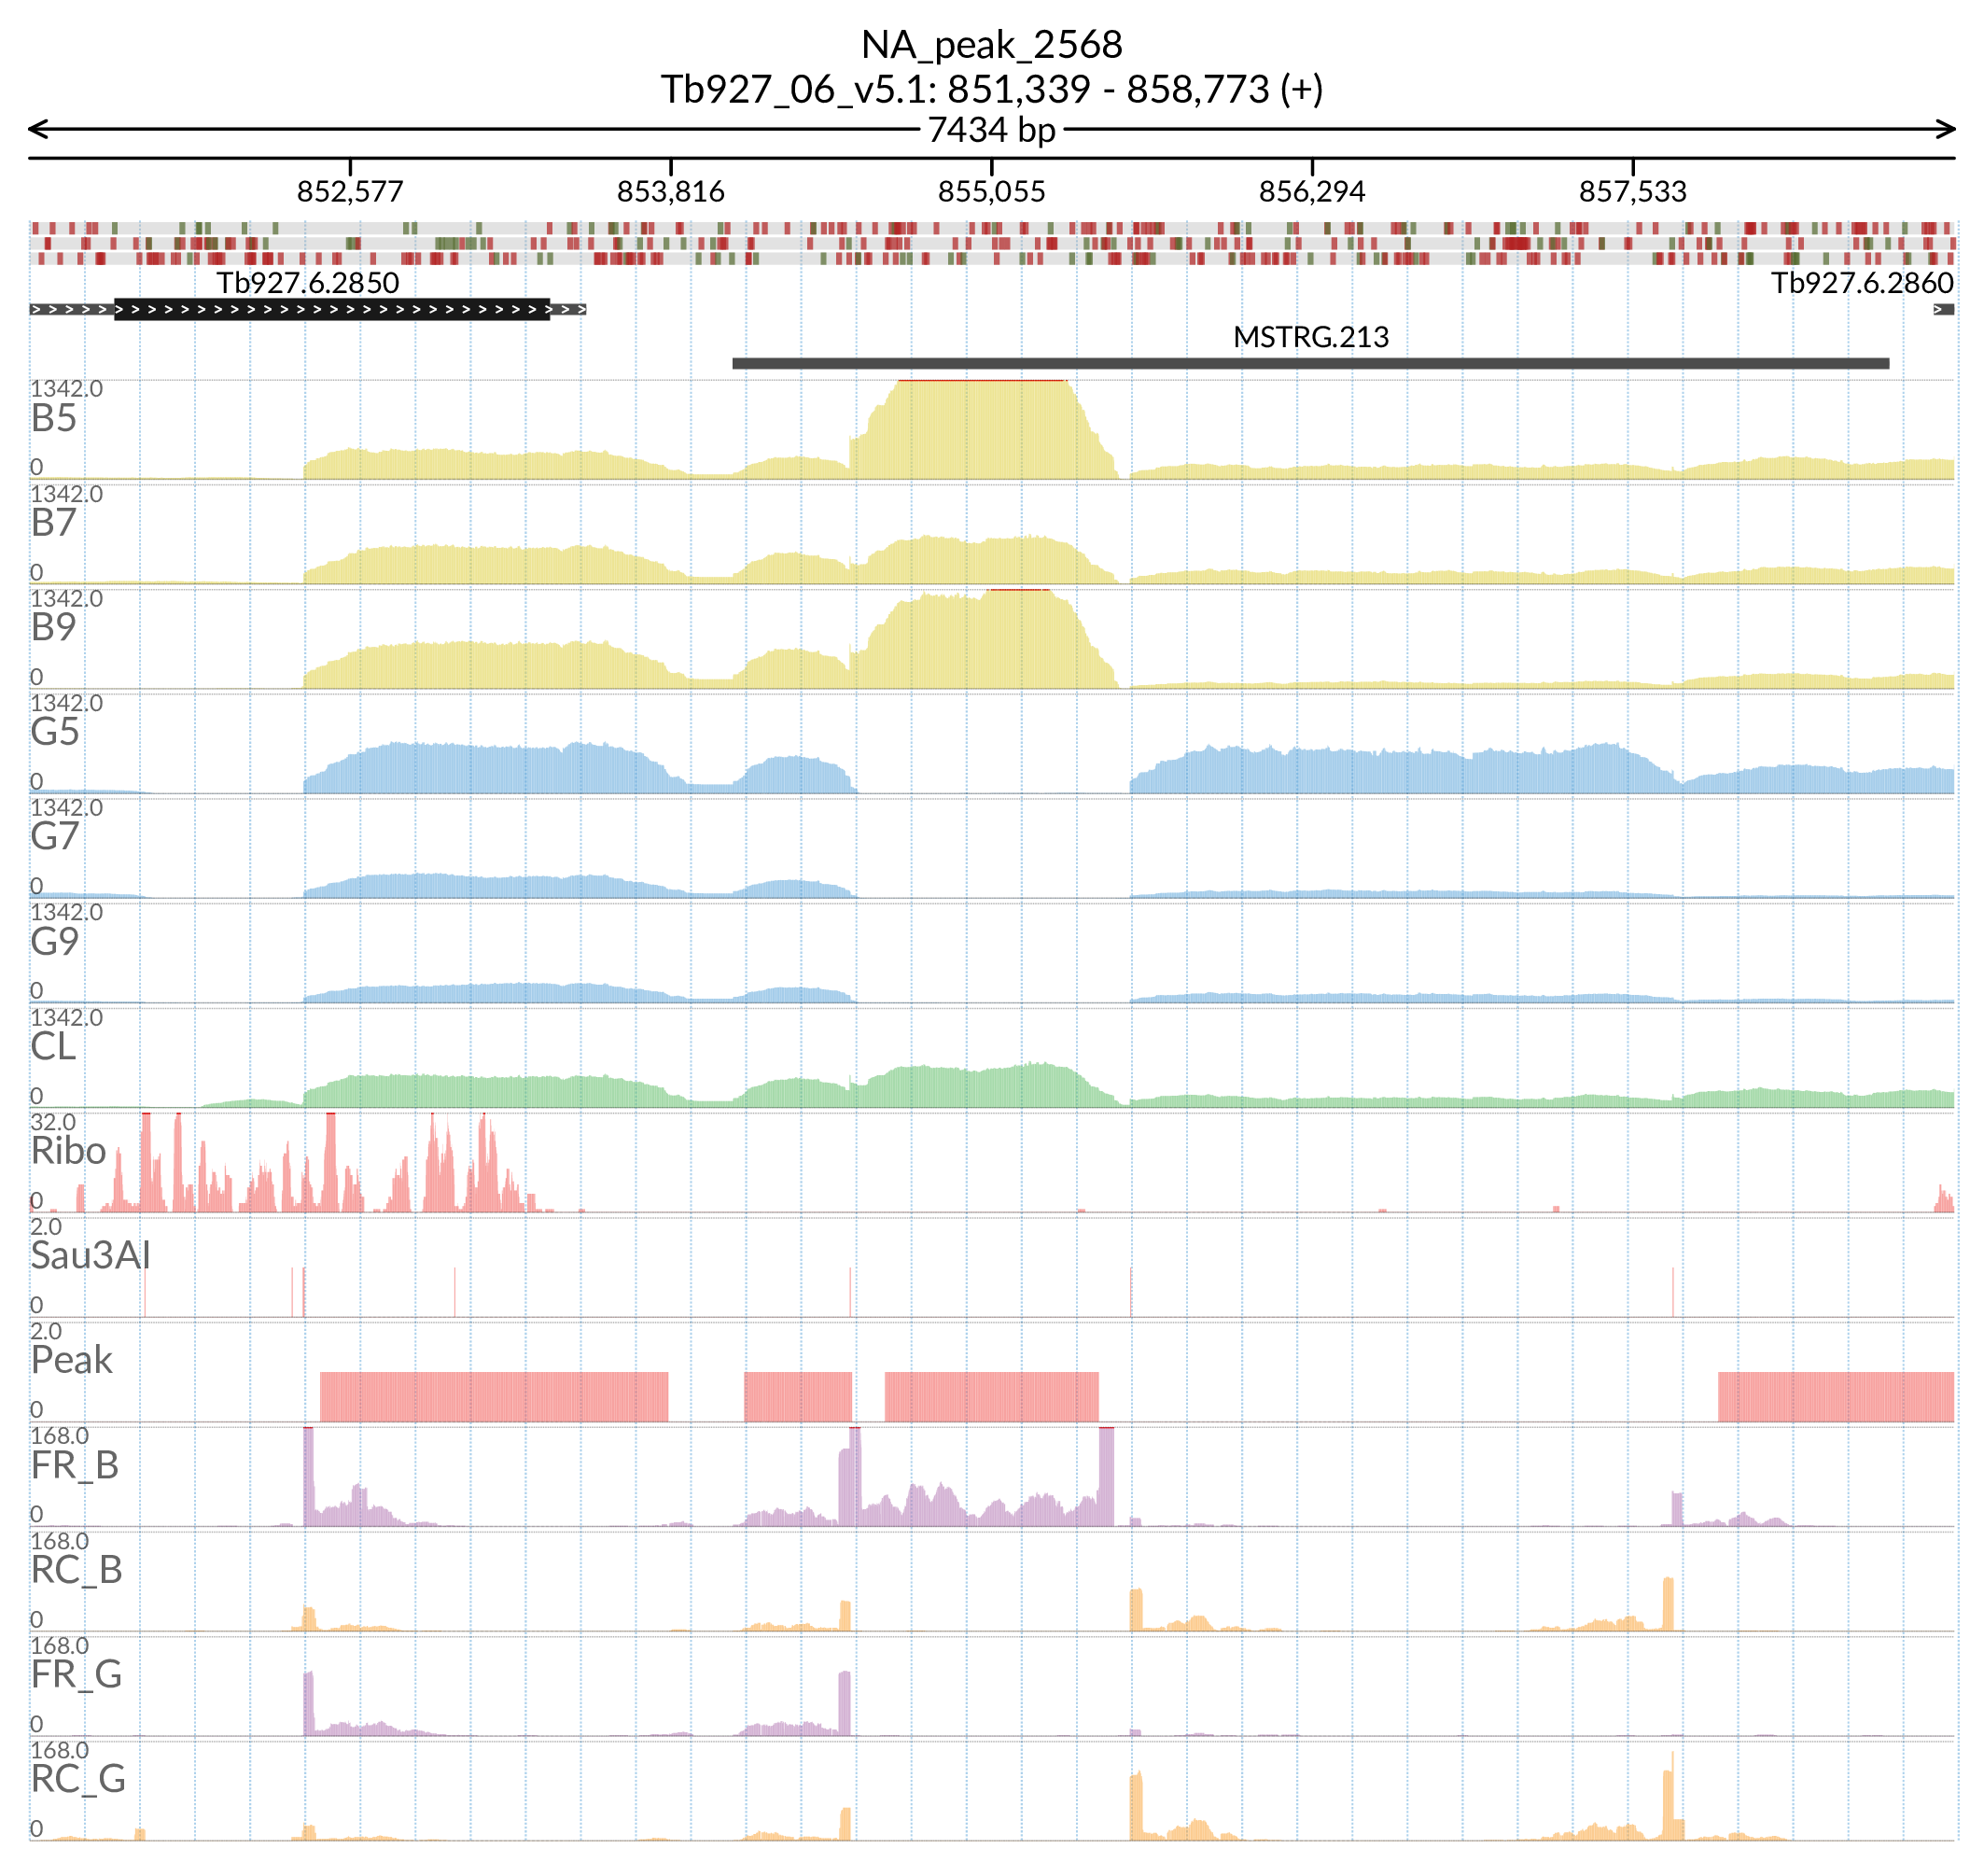 NA_peak_2568
Tb927_06_v5.1: 851,339 - 858,773 (+)
7434 bp
852,577 853,816 855,055 856,294 857,533
Tb927.6.2850 Tb927.6.2860
MSTRG.213
1342.0
B5
0
1342.0
B7
0
1342.0
B9
0
1342.0
G5
0
1342.0
G7
0
1342.0
G9
0
1342.0
CL
0
32.0
Ribo
0
2.0
Sau3AI
0
2.0
Peak
0
168.0
FR_B
0
168.0
RC_B
0
168.0
FR_G
0
168.0
RC_G
0